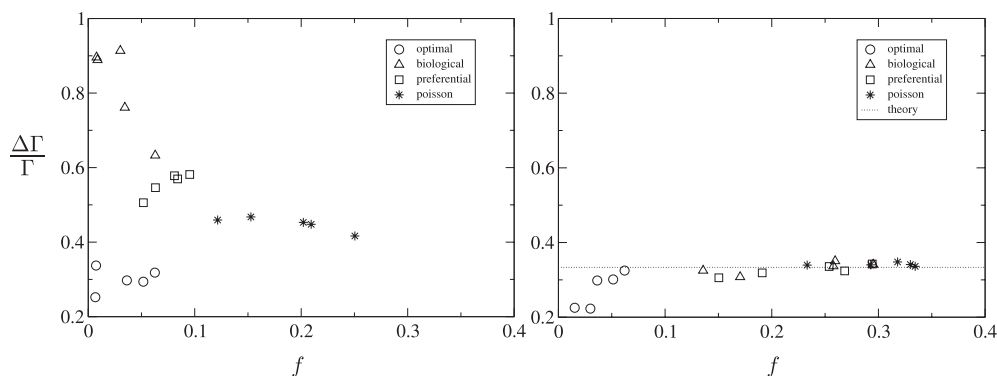 1
0.8
0.6
0.4
0.2
0
0.1
0.2
0.3
0.4
ΔΓ
Γ
f
optimal
biological
preferential
poisson
1
0.8
0.6
0.4
0.2
0
0.1
0.2
0.3
0.4
f
optimal
biological
preferential
poisson
theory